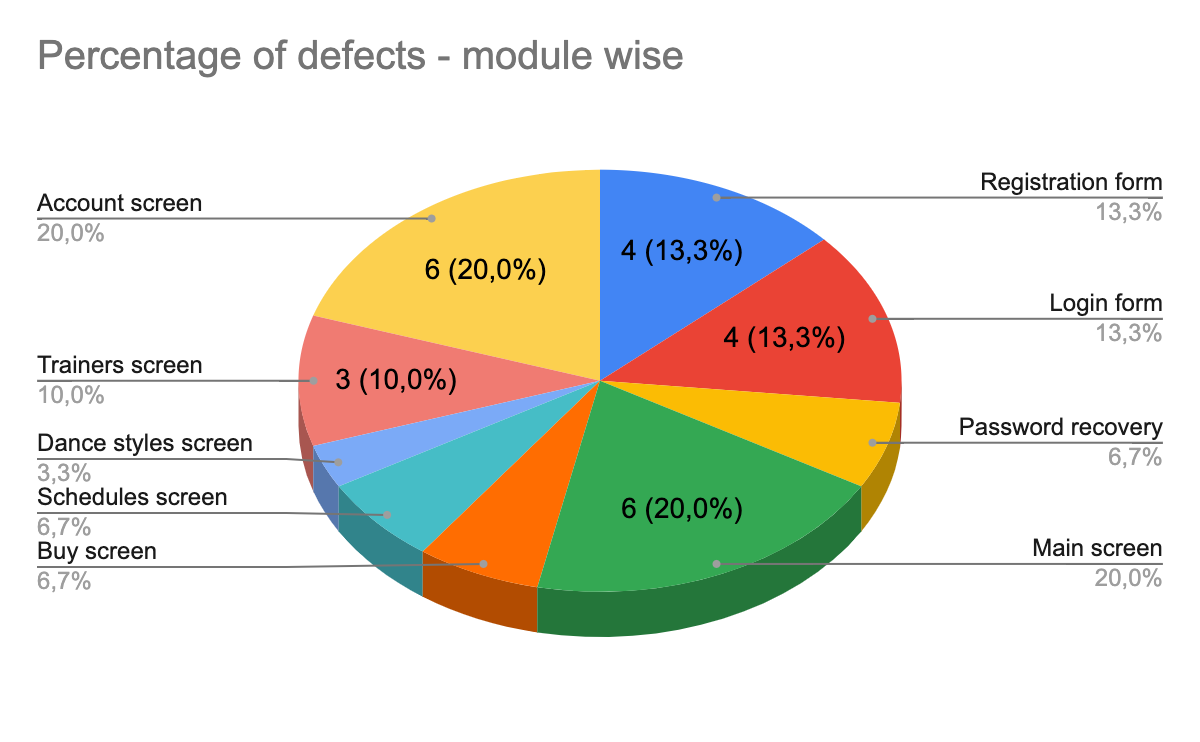 Percentage of defects - module wise
Registration form
13,3%
Login form
13,3%
Password recovery
6,7%
Main screen
20,0%
Account screen
20,0%
Trainers screen
10,0%
Dance styles screen
3,3%
Schedules screen
6,7%
Buy screen
6,7%
4 (13,3%)
4 (13,3%)
6 (20,0%)
3 (10,0%)
6 (20,0%)